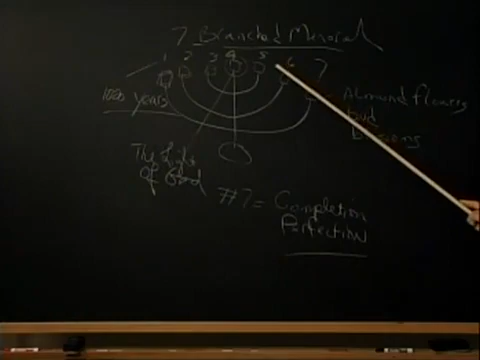 7 Branched Menorah
1 2 3 4 5 6 7
1000 years
Almond flowers
bud
The Light
Of God
#7 = Completion
Perfection